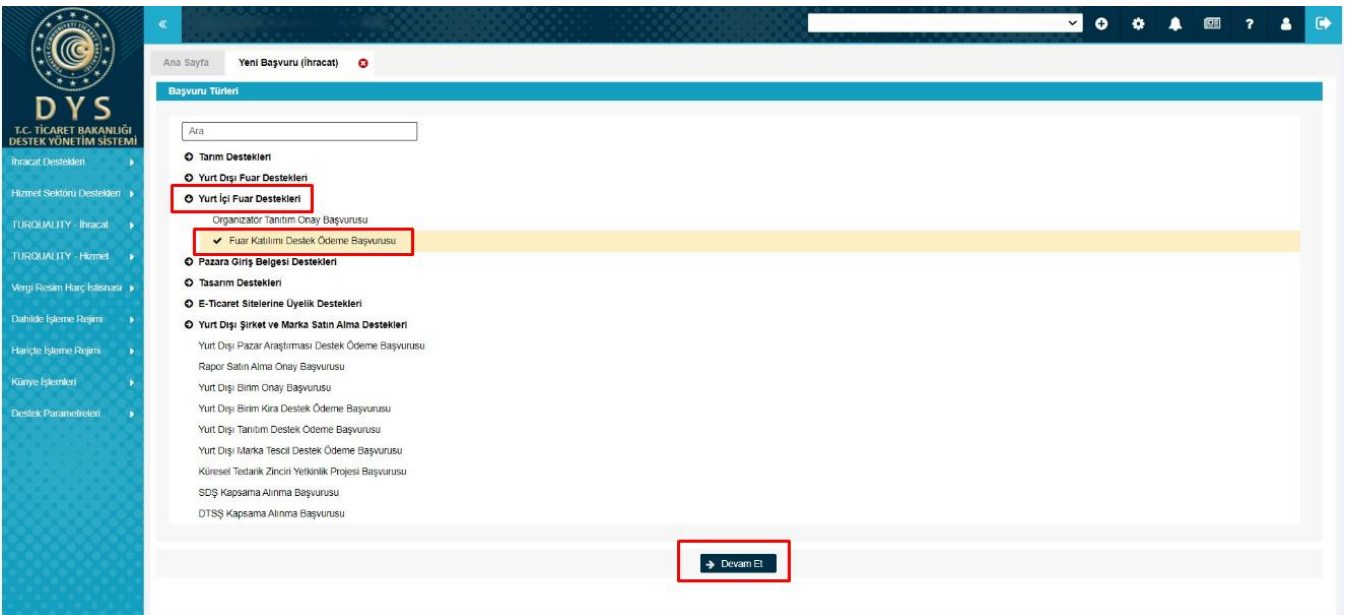 DYS
T.C. TİCARET BAKANLIĞI
DESTEK YÖNETİM SİSTEMİ
İhracat Destekleri
Hizmet Sektörü Destekleri
TURQUALITY - İhracat
TURQUALITY - Hizmet
Vergi Resim Harç İstisnası
Dahilde İşleme Rejimi
Hariçte İşleme Rejimi
Künye İşlemleri
Destek Parametreleri
Ana Sayfa Yeni Başvuru (İhracat)
Başvuru Türleri
Ara
Tarım Destekleri
Yurt Dışı Fuar Destekleri
Yurt İçi Fuar Destekleri
Organizatör Tanıtım Onay Başvurusu
Fuar Katılımı Destek Ödeme Başvurusu
Pazara Giriş Belgesi Destekleri
Tasarım Destekleri
E-Ticaret Sitelerine Üyelik Destekleri
Yurt Dışı Şirket ve Marka Satın Alma Destekleri
Yurt Dışı Pazar Araştırması Destek Ödeme Başvurusu
Rapor Satın Alma Onay Başvurusu
Yurt Dışı Birim Onay Başvurusu
Yurt Dışı Birim Kira Destek Ödeme Başvurusu
Yurt Dışı Tanıtım Destek Ödeme Başvurusu
Yurt Dışı Marka Tescil Destek Ödeme Başvurusu
Küresel Tedarik Zinciri Yetkinlik Projesi Başvurusu
SDŞ Kapsama Alınma Başvurusu
DTSŞ Kapsama Alınma Başvurusu
Devam Et